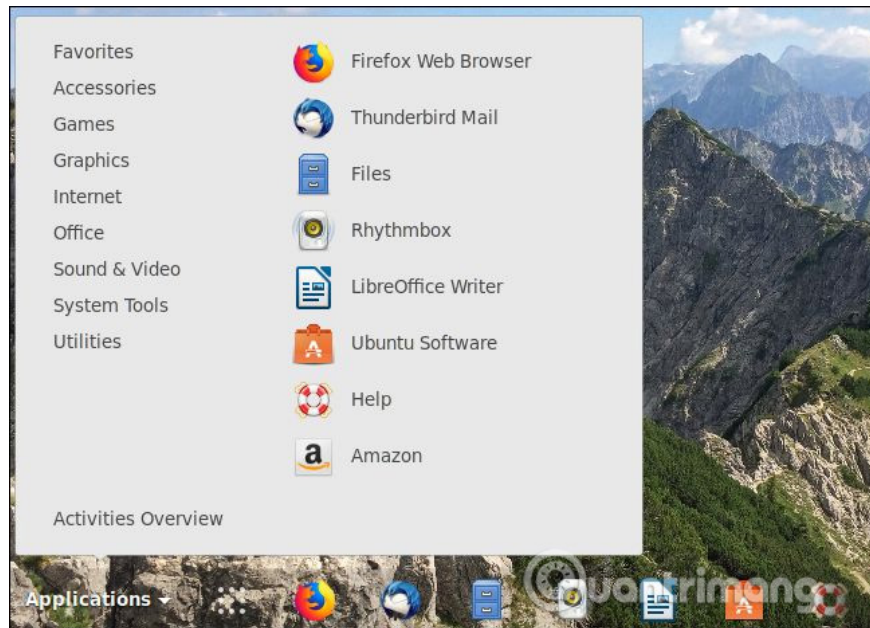 Favorites
Accessories
Games
Graphics
Internet
Office
Sound & Video
System Tools
Utilities
Activities Overview
Firefox Web Browser
Thunderbird Mail
Files
Rhythmbox
LibreOffice Writer
Ubuntu Software
Help
Amazon
Applications
Quantrimang